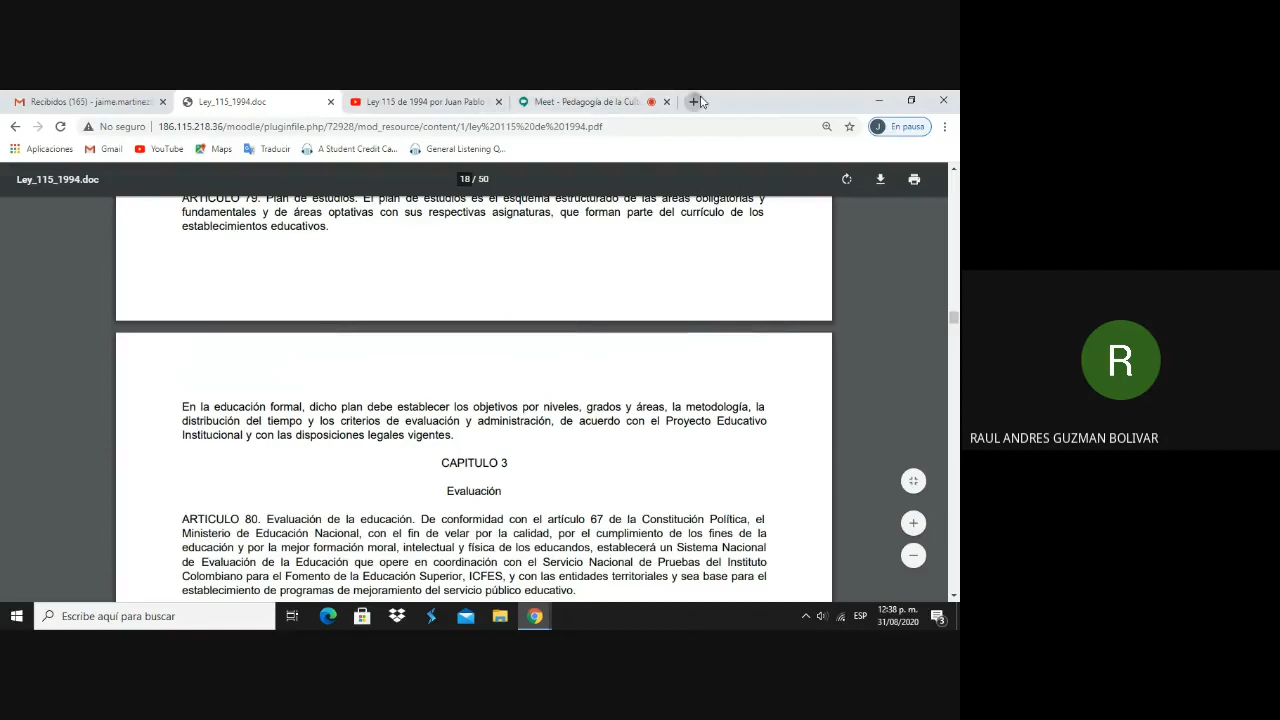 Recibidos (165) - jaime.martinez
Ley_115_1994.doc
Ley 115 de 1994 por Juan Pablo
Meet - Pedagogía de la Cult
No seguro
186.115.218.36/moodle/pluginfile.php/72928/mod_resource/content/1/ley%20115%20de%201994.pdf
J
En pausa
Aplicaciones
Gmail
YouTube
Maps
Traducir
A Student Credit Ca...
General Listening Q...
Ley_115_1994.doc
18 / 50
ARTICULO 79. Plan de estudios. El plan de estudios es el esquema estructurado de las áreas obligatorias y
fundamentales y de áreas optativas con sus respectivas asignaturas, que forman parte del currículo de los
establecimientos educativos.
En la educación formal, dicho plan debe establecer los objetivos por niveles, grados y áreas, la metodología, la
distribución del tiempo y los criterios de evaluación y administración, de acuerdo con el Proyecto Educativo
Institucional y con las disposiciones legales vigentes.
CAPITULO 3
Evaluación
ARTICULO 80. Evaluación de la educación. De conformidad con el artículo 67 de la Constitución Política, el
Ministerio de Educación Nacional, con el fin de velar por la calidad, por el cumplimiento de los fines de la
educación y por la mejor formación moral, intelectual y física de los educandos, establecerá un Sistema Nacional
de Evaluación de la Educación que opere en coordinación con el Servicio Nacional de Pruebas del Instituto
Colombiano para el Fomento de la Educación Superior, ICFES, y con las entidades territoriales y sea base para el
establecimiento de programas de mejoramiento del servicio público educativo.
R
RAUL ANDRES GUZMAN BOLIVAR
Escribe aquí para buscar
ESP
12:38 p. m.
31/08/2020
3